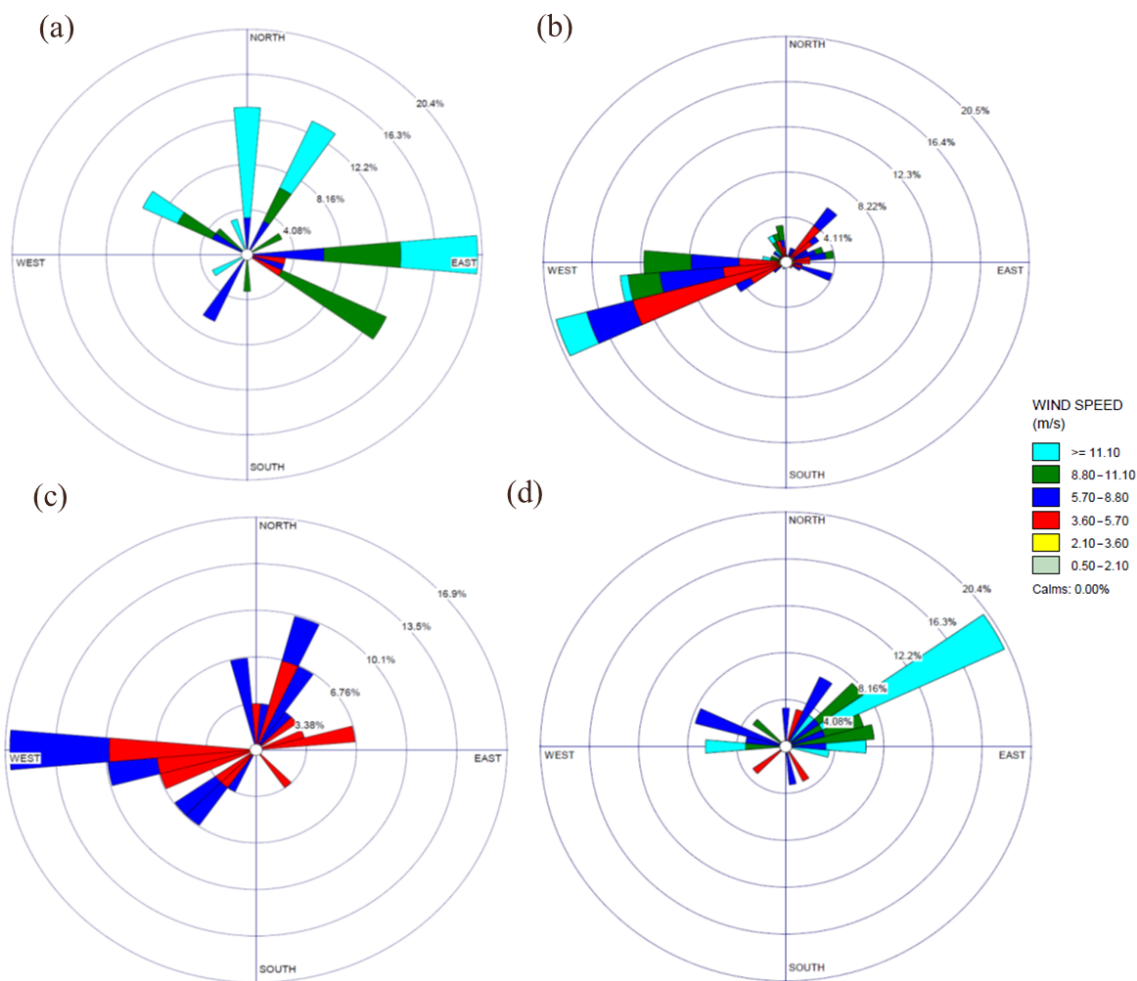 (a)
NORTH
20.4%
16.3%
12.2%
8.16%
4.08%
WEST
EAST
SOUTH
(b)
NORTH
20.5%
16.4%
12.3%
8.22%
4.11%
WEST
EAST
SOUTH
WIND SPEED
(m/s)
>= 11.10
8.80-11.10
5.70-8.80
3.60-5.70
2.10-3.60
0.50-2.10
Calms: 0.00%
(c)
NORTH
16.9%
13.5%
10.1%
6.76%
3.38%
WEST
EAST
SOUTH
(d)
NORTH
20.4%
16.3%
12.2%
8.16%
4.08%
WEST
EAST
SOUTH